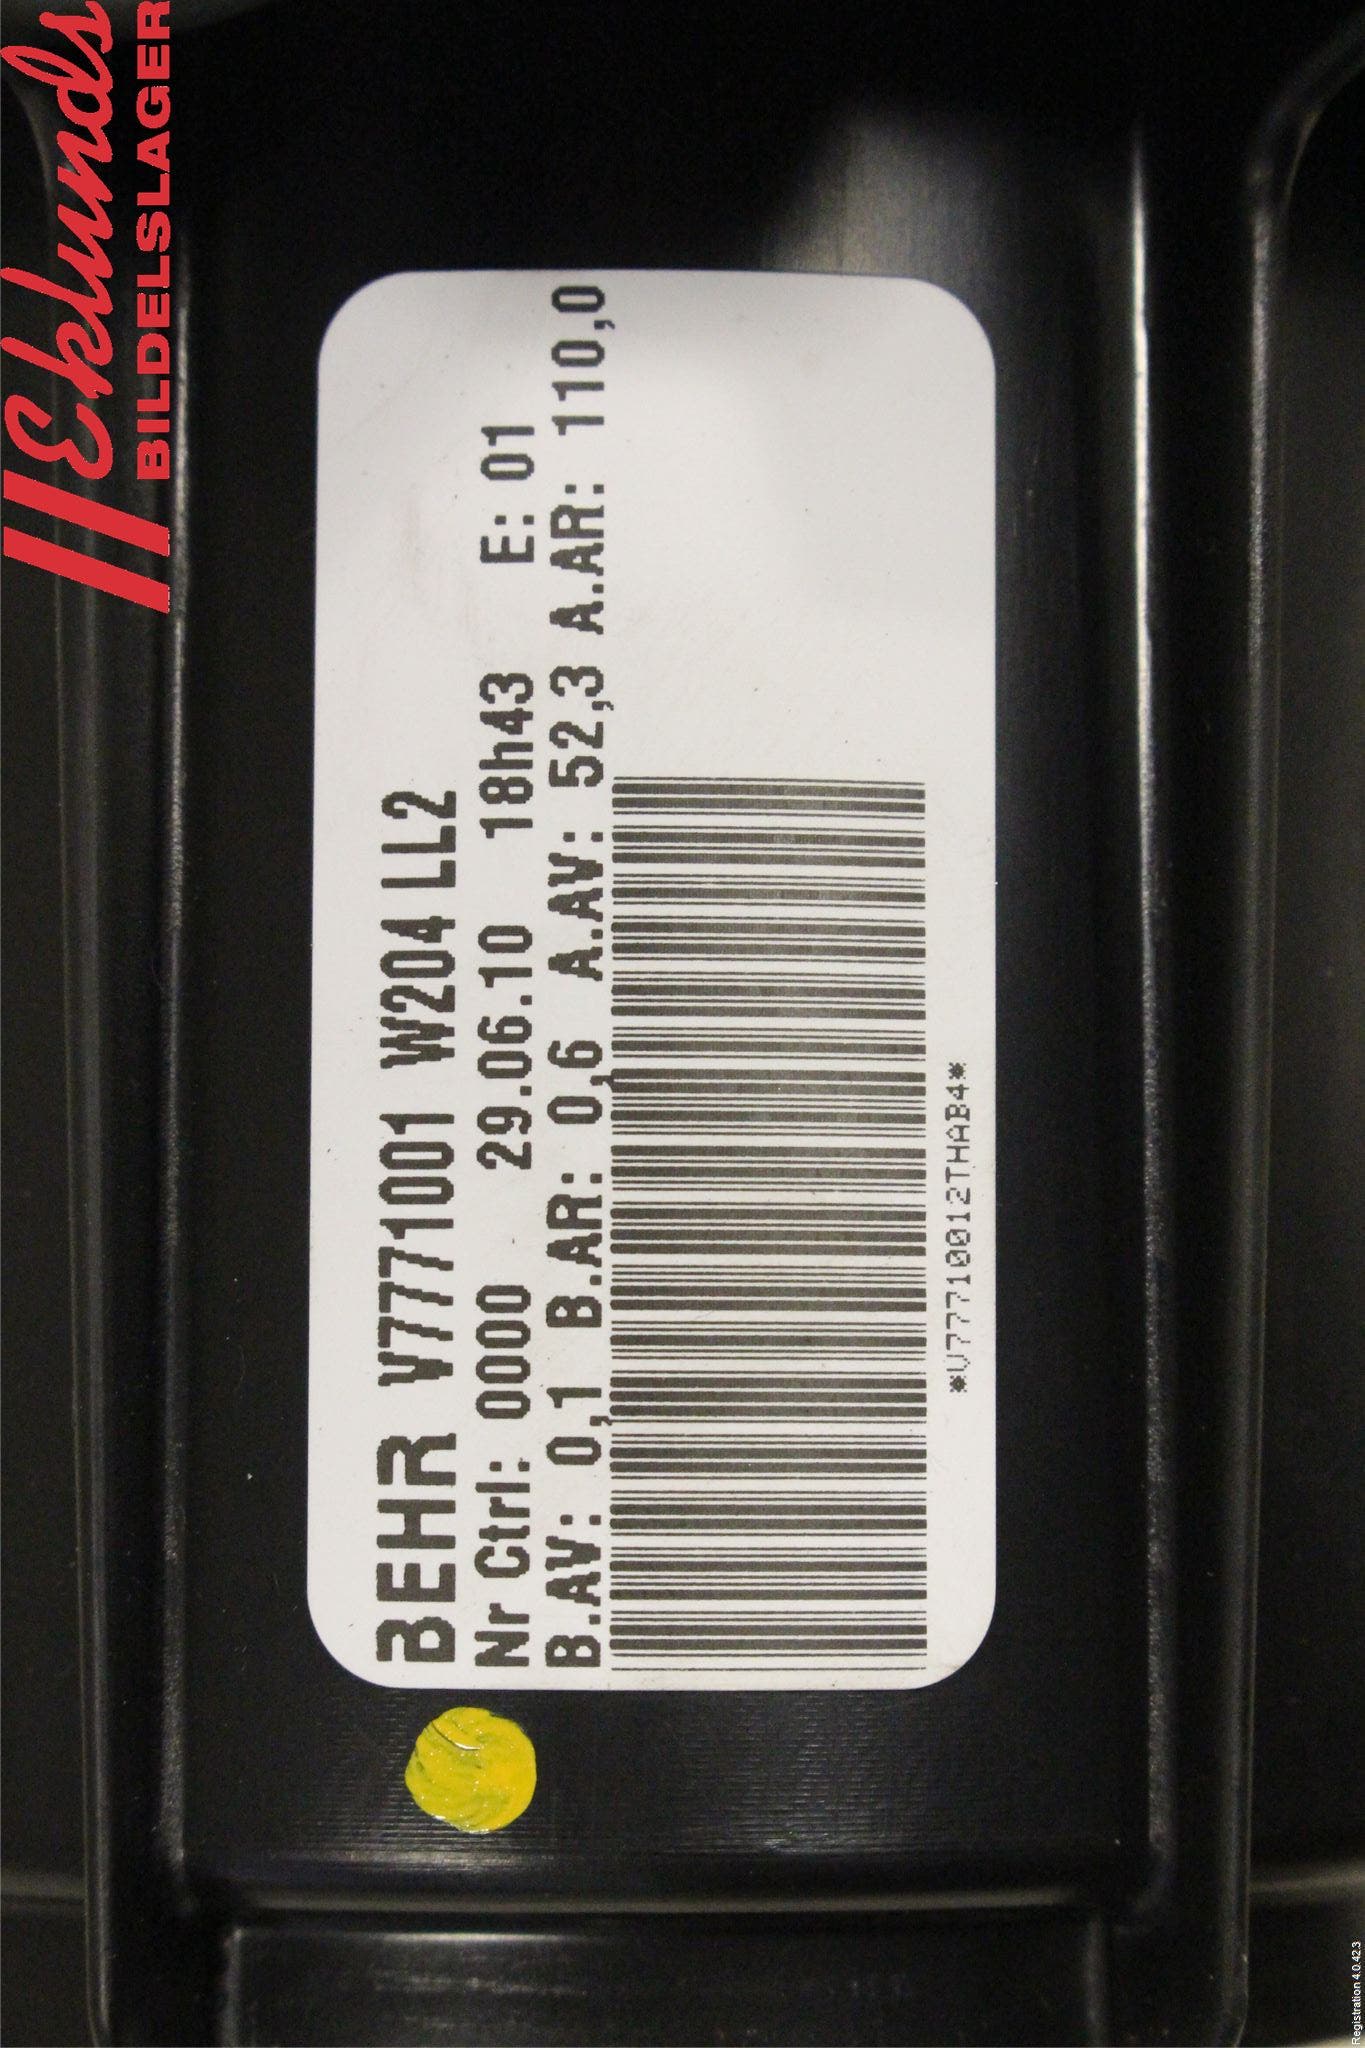 Eklunds
BILDELSLAGER
BEHR V7771001 W204 LL2
Nr Ctrl: 0000 29.06.10 18h43 E: 01
B.AV: 0,1 B.AR: 0,6 A.AV: 52,3 A.AR: 110,0
*V77710012THAB4*
Registration 4.0.42.3